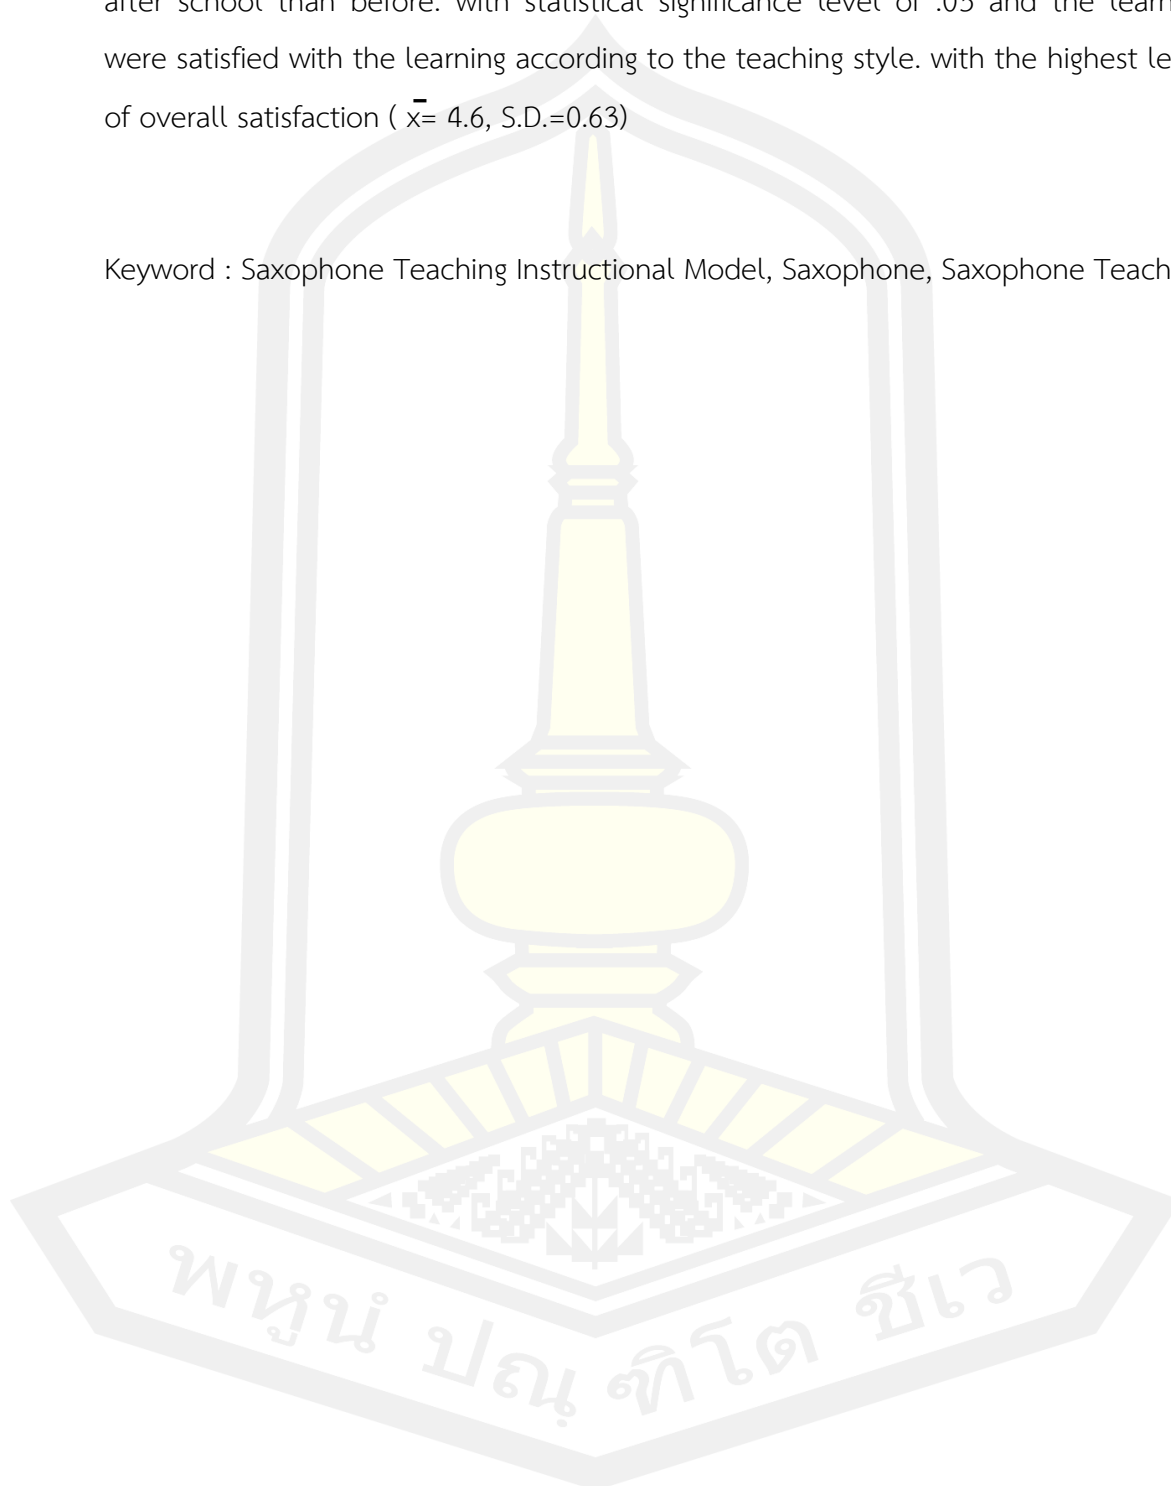 after school than before. with statistical significance level of .05 and the learn
were satisfied with the learning according to the teaching style. with the highest le
of overall satisfaction ( x̄= 4.6, S.D.=0.63)
Keyword : Saxophone Teaching Instructional Model, Saxophone, Saxophone Teach
พหูนํ ปณฺฑิโต ชีเว